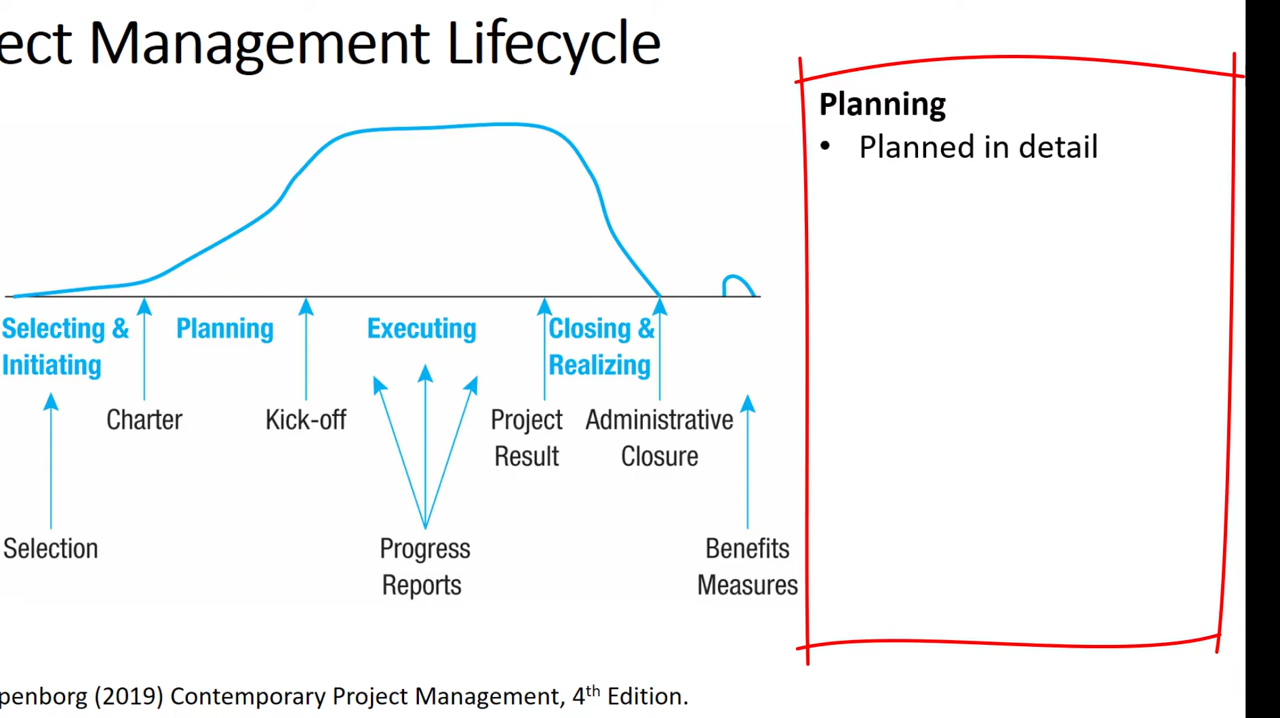 ect Management Lifecycle
Planning
• Planned in detail
Selecting &
Initiating
Planning
Executing
Closing &
Realizing
Charter
Kick-off
Project
Result
Administrative
Closure
Selection
Progress
Reports
Benefits
Measures
penborg (2019) Contemporary Project Management, 4th Edition.